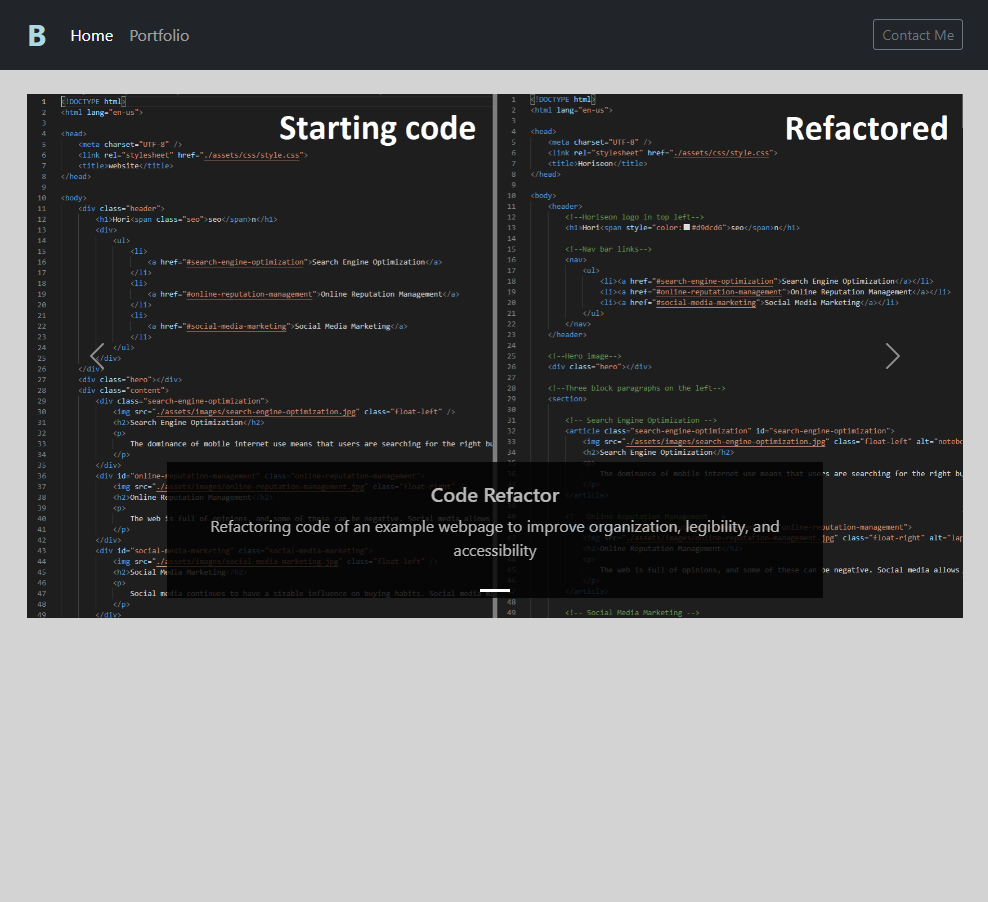 B Home Portfolio Contact Me
Starting code
1 <!DOCTYPE html>
2 <html lang="en-us">
3
4 <head>
5 <meta charset="UTF-8" />
6 <link rel="stylesheet" href="./assets/css/style.css">
7 <title>website</title>
8 </head>
9
10 <body>
11 <div class="header">
12 <h1>Hori<span class="seo">seo</span>n</h1>
13 <div>
14 <ul>
15 <li>
16 <a href="#search-engine-optimization">Search Engine Optimization</a>
17 </li>
18 <li>
19 <a href="#online-reputation-management">Online Reputation Management</a>
20 </li>
21 <li>
22 <a href="#social-media-marketing">Social Media Marketing</a>
23 </li>
24 </ul>
25 </div>
26 </div>
27 <div class="hero"></div>
28 <div class="content">
29 <div class="search-engine-optimization">
30 <img src="./assets/images/search-engine-optimization.jpg" class="float-left" />
31 <h2>Search Engine Optimization</h2>
32 <p>
33 The dominance of mobile internet use means that users are searching for the right bu
34 </p>
35 </div>
36 <div id="online-reputation-management" class="online-reputation-management">
37 <img src="./assets/images/online-reputation-management.jpg" class="float-right"
38 <h2>Online Reputation Management</h2>
39 <p>
40 The web is full of opinions, and some of these can be negative. Social media allows
41 </p>
42 </div>
43 <div id="social-media-marketing" class="social-media-marketing">
44 <img src="./assets/images/social-media-marketing.jpg" class="float-left" />
45 <h2>Social Media Marketing</h2>
46 <p>
47 Social media continues to have a sizable influence on buying habits. Social media
48 </p>
49 </div>
Refactored
1 <!DOCTYPE html>
2 <html lang="en-us">
3
4 <head>
5 <meta charset="UTF-8" />
6 <link rel="stylesheet" href="./assets/css/style.css">
7 <title>Horiseon</title>
8 </head>
9
10 <body>
11 <header>
12 <!--Horiseon logo in top left-->
13 <h1>Hori<span style="color:#d9dcd6">seo</span>n</h1>
14
15 <!--Nav bar links-->
16 <nav>
17 <ul>
18 <li><a href="#search-engine-optimization">Search Engine Optimization</a></li>
19 <li><a href="#online-reputation-management">Online Reputation Management</a></li>
20 <li><a href="#social-media-marketing">Social Media Marketing</a></li>
21 </ul>
22 </nav>
23 </header>
24
25 <!--Hero image-->
26 <div class="hero"></div>
27
28 <!--Three block paragraphs on the left-->
29 <section>
30
31 <!-- Search Engine Optimization -->
32 <article class="search-engine-optimization" id="search-engine-optimization">
33 <img src="./assets/images/search-engine-optimization.jpg" class="float-left" alt="notebo
34 <h2>Search Engine Optimization</h2>
The dominance of mobile internet use means that users are searching for the right bu
</p>
</article>
<!-- Online Reputation Management
online-reputation-management">
<img src="./assets/images/online-reputation-management.jpg" class="float-right" alt="lap
<h2>Online Reputation Management</h2>
The web is full of opinions, and some of these can be negative. Social media allows
</p>
</article>
48
49 <!-- Social Media Marketing -->
Code Refactor
Refactoring code of an example webpage to improve organization, legibility, and
accessibility